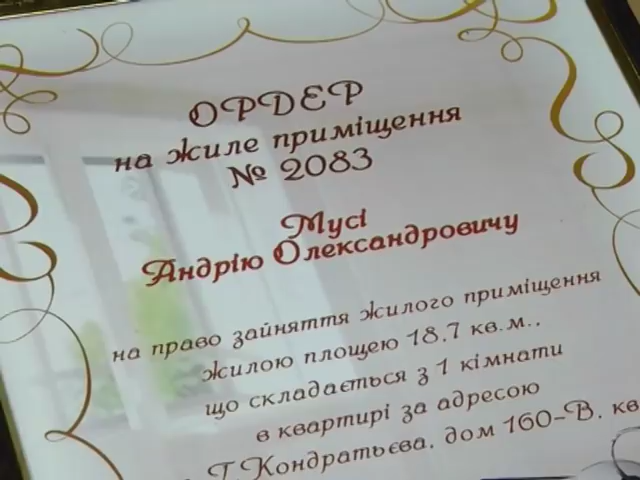 ОРДЕР
на жиле приміщення
№ 2083
Мусі
Андрію Олександровичу
на право зайняття жилого приміщення
жилою площею 18,7 кв.м.,
що складається з 1 кімнати
в квартирі за адресою
Г.Кондратьєва, дом 160-В, кв